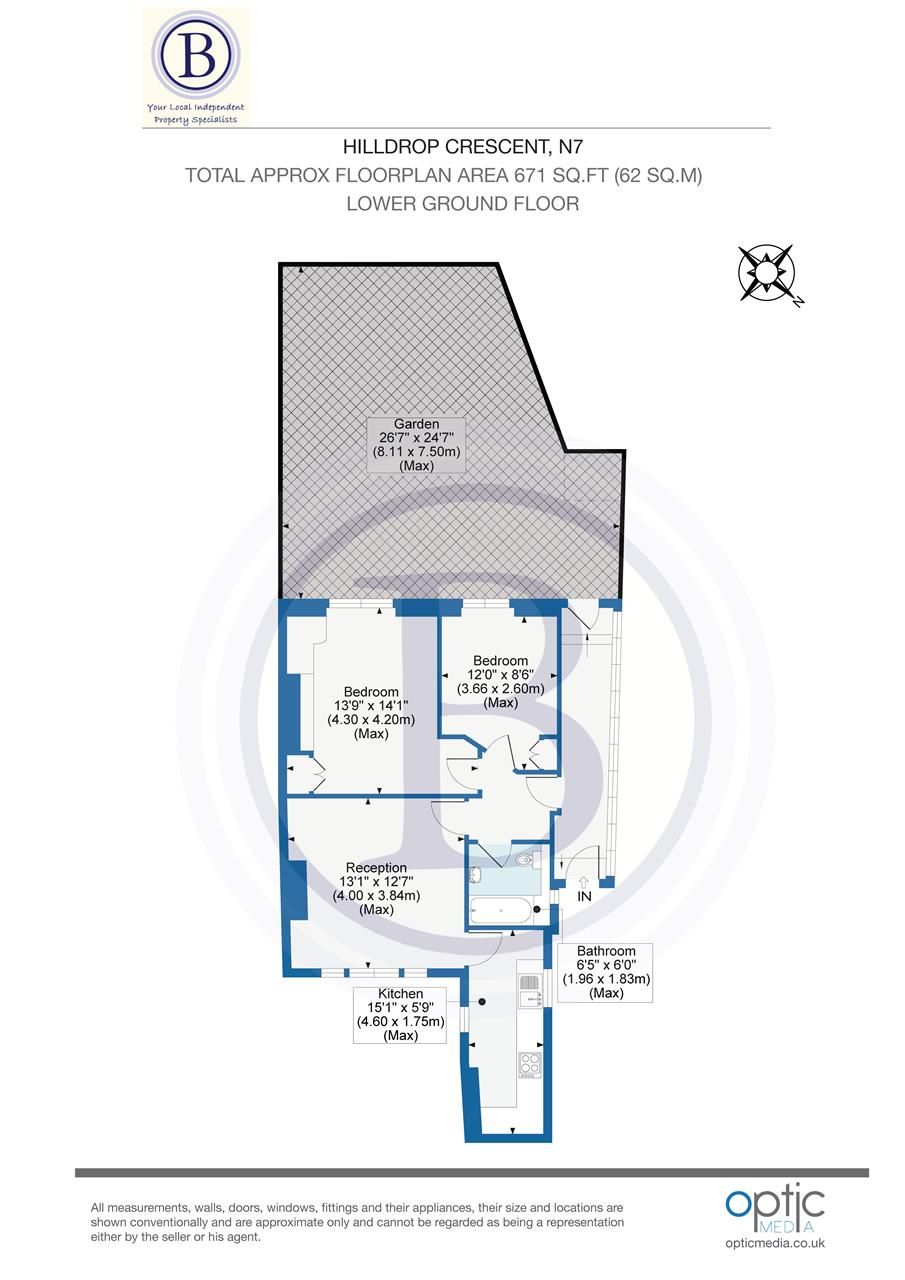 B
Your Local Independent
Property Specialists
HILLDROP CRESCENT, N7
TOTAL APPROX FLOORPLAN AREA 671 SQ.FT (62 SQ.M)
LOWER GROUND FLOOR
N
Garden
26'7" x 24'7"
(8.11 x 7.50m)
(Max)
Bedroom
12'0" x 8'6"
(3.66 x 2.60m)
(Max)
Bedroom
13'9" x 14'1"
(4.30 x 4.20m)
(Max)
Reception
13'1" x 12'7"
(4.00 x 3.84m)
(Max)
IN
Bathroom
6'5" x 6'0"
(1.96 x 1.83m)
(Max)
Kitchen
15'1" x 5'9"
(4.60 x 1.75m)
(Max)
B
All measurements, walls, doors, windows, fittings and their appliances, their size and locations are
shown conventionally and are approximate only and cannot be regarded as being a representation
either by the seller or his agent.
optic
MEDIA
opticmedia.co.uk